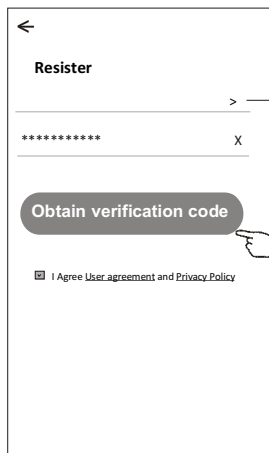 Resister
>
*********** X
Obtain verification code
I Agree User agreement and Privacy Policy